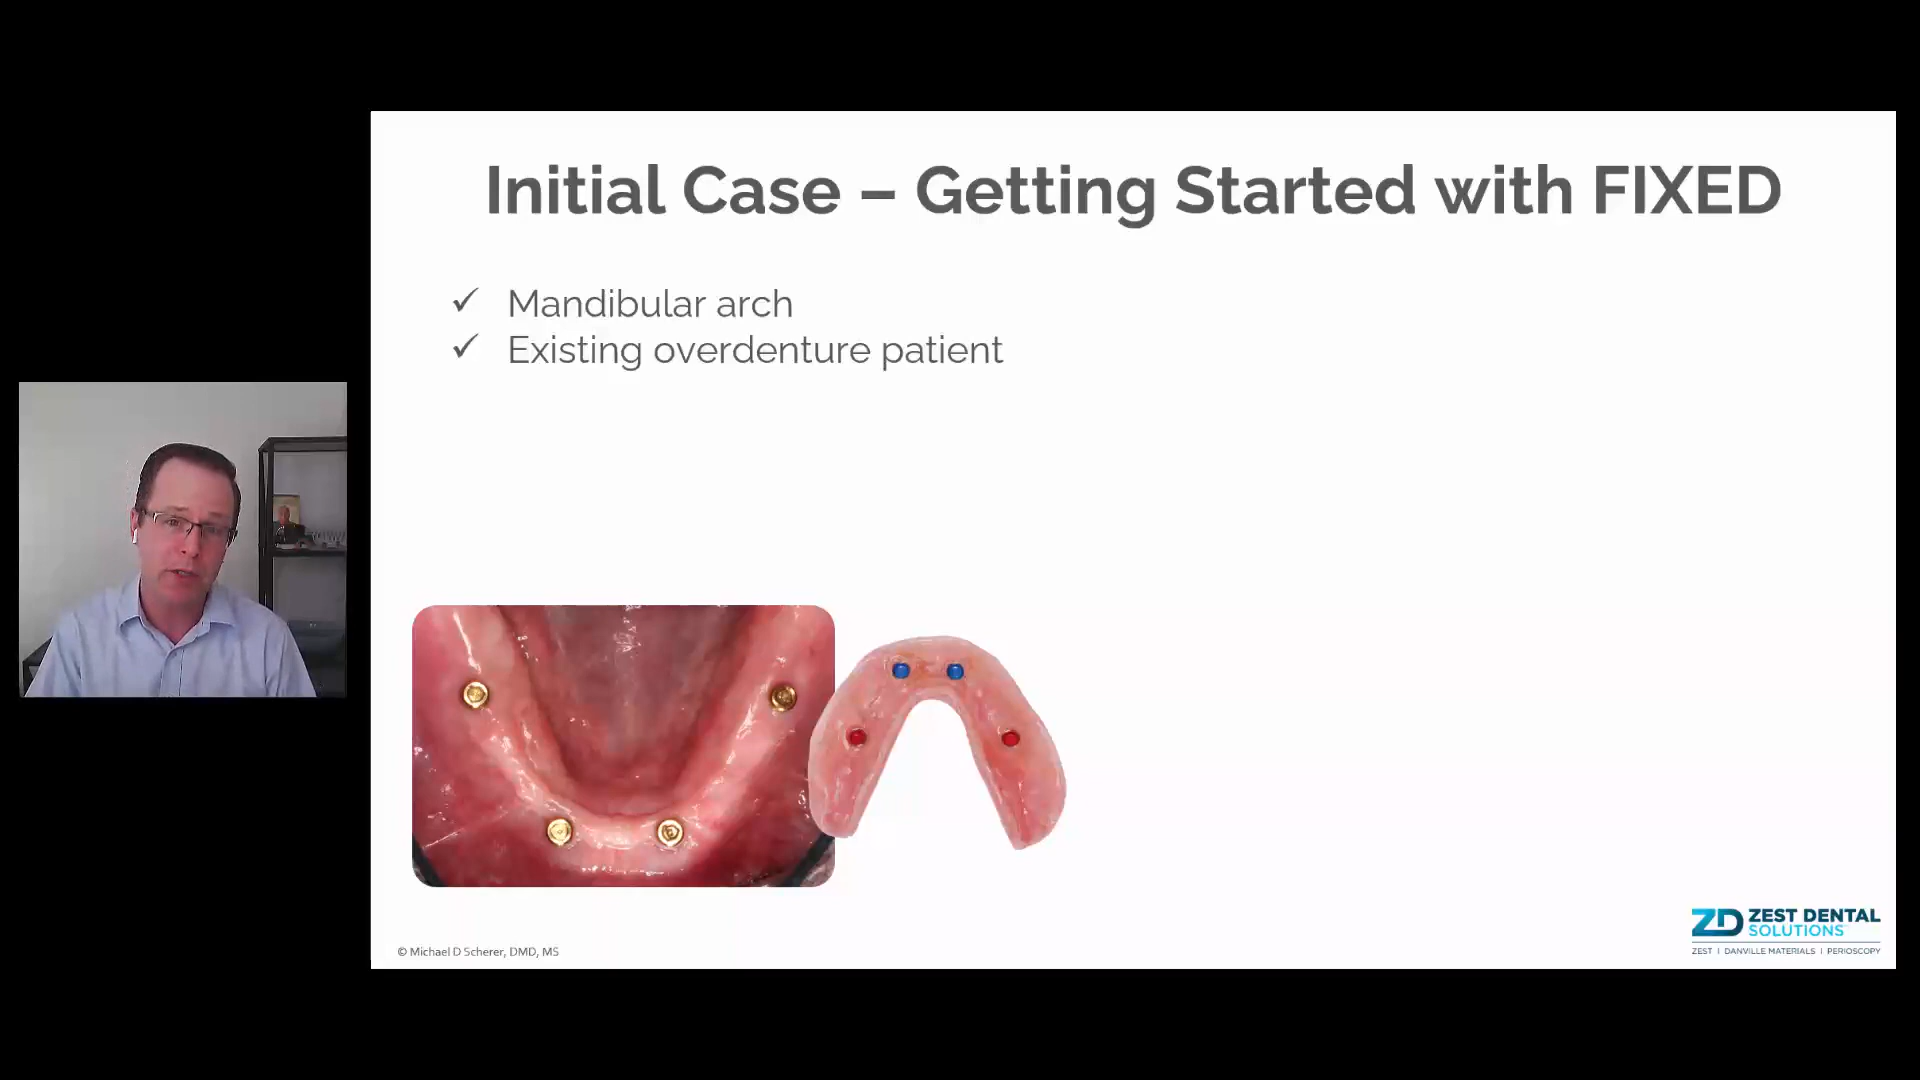 Initial Case – Getting Started with FIXED
✓ Mandibular arch
✓ Existing overdenture patient
© Michael D Scherer, DMD, MS
ZD ZEST DENTAL
SOLUTIONS
ZEST | DANVILLE MATERIALS | PERIOSCOPY